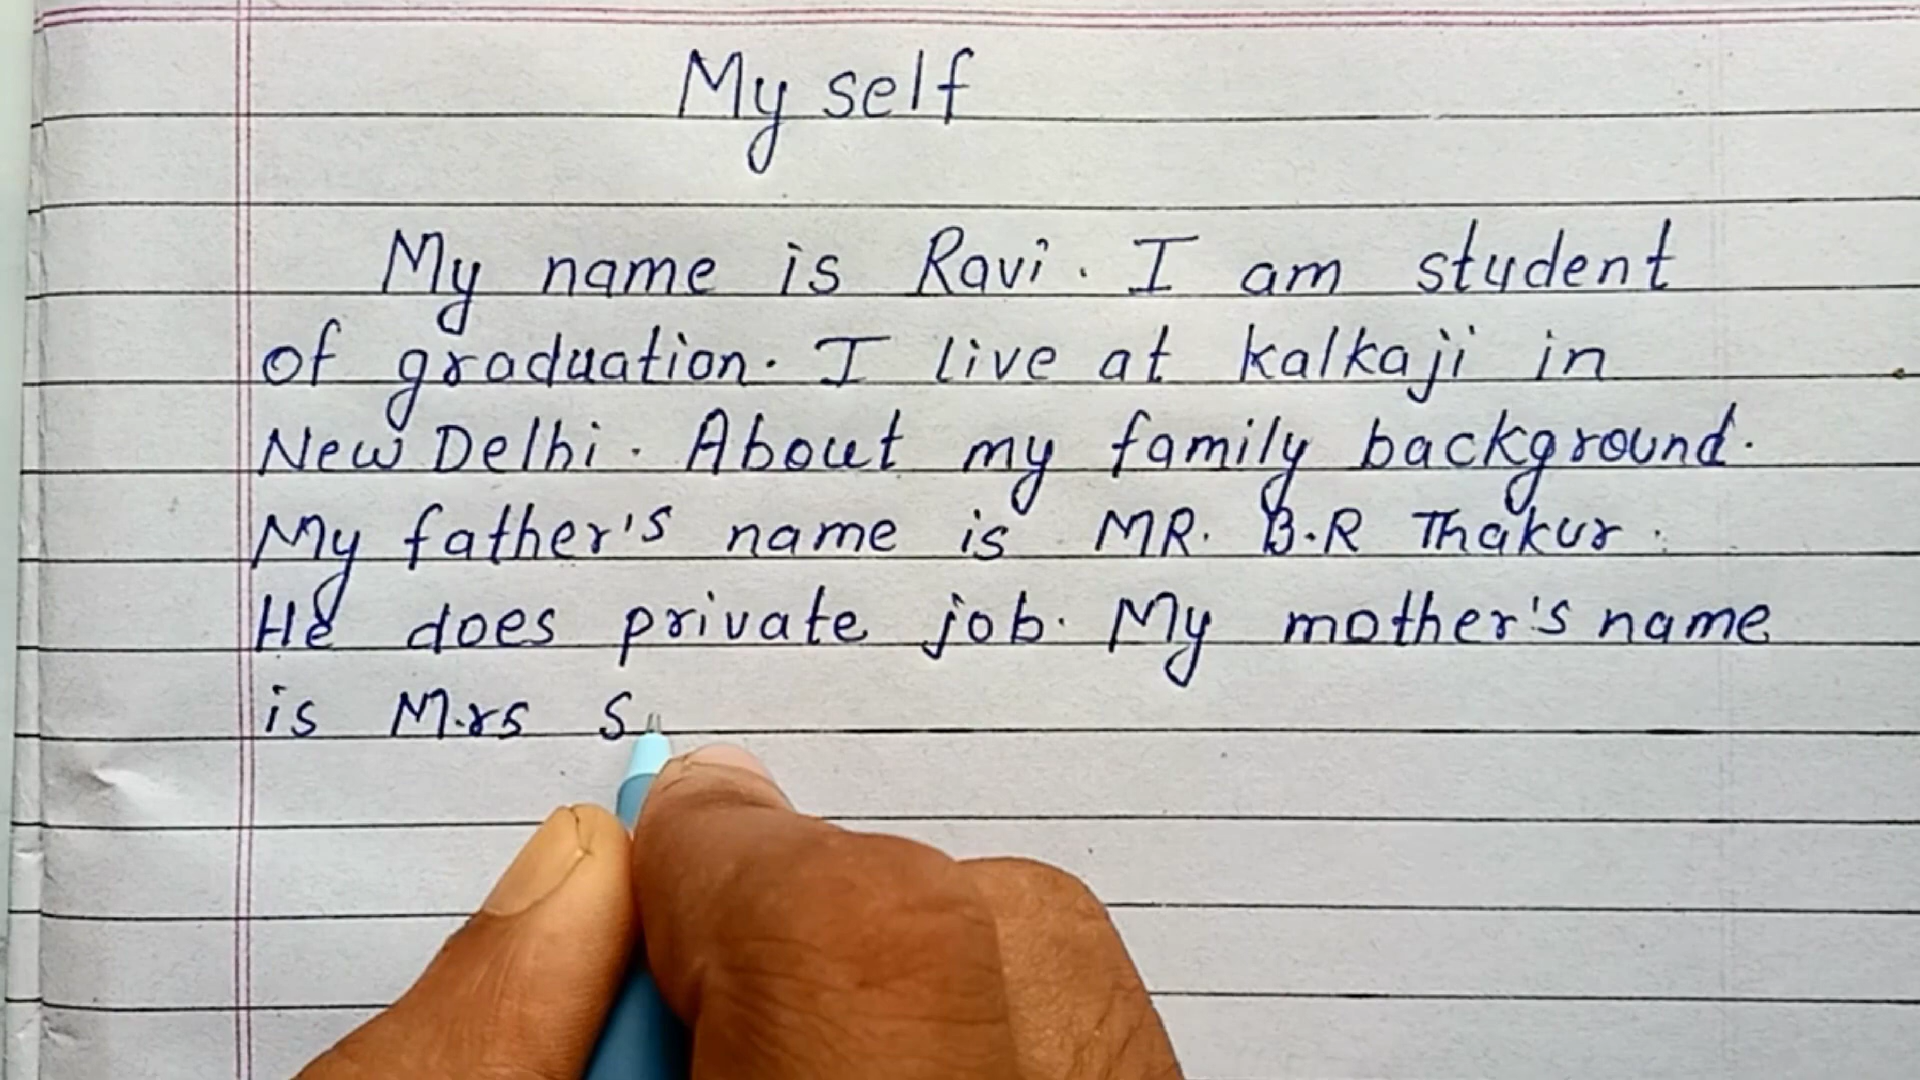 My self
My name is Ravi. I am student
of graduation. I live at kalkaji in
New Delhi. About my family background.
My father's name is MR. B.R Thakur.
He does private job. My mother's name
is M.rs S